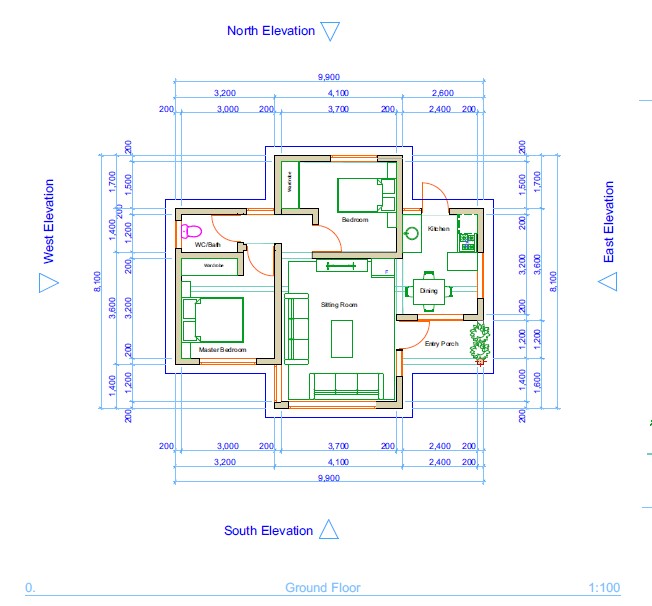 North Elevation
9,900
3,200 4,100 2,600
200 3,000 200 3,700 200 2,400 200
West Elevation
8,100
1,700 1,400 3,600 1,400
200 1,500 200 1,200 200 3,200 200 1,200 200
Wardrobe
Bedroom
Kitchen
WC/Bath
Wardrobe
F
Dining
Sitting Room
Entry Porch
Master Bedroom
200 1,500 200 3,200 200 1,200 1,400 200
1,700 3,600 1,200 1,600
8,100
East Elevation
200 3,000 200 3,700 200 2,400 200
3,200 4,100 2,400
9,900
South Elevation
0. Ground Floor 1:100